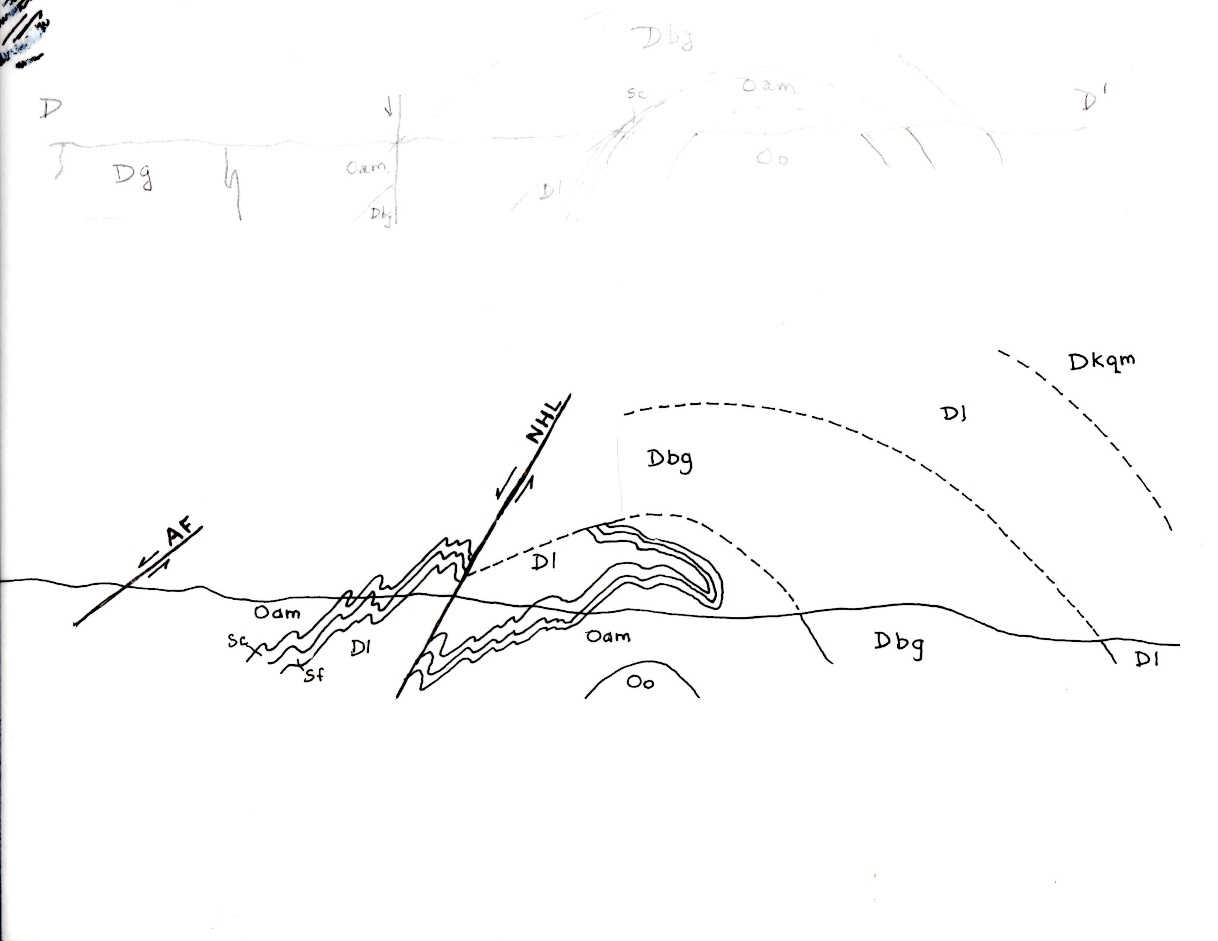 Dbg
Sc
Oam
D
D'
Dg
Oam
Oo
Dl
Dbg
Dkqm
Dl
NHL
Dbg
AF
Dl
Oam
Sc
Dl
Sf
Oam
Dbg
Dl
Oo